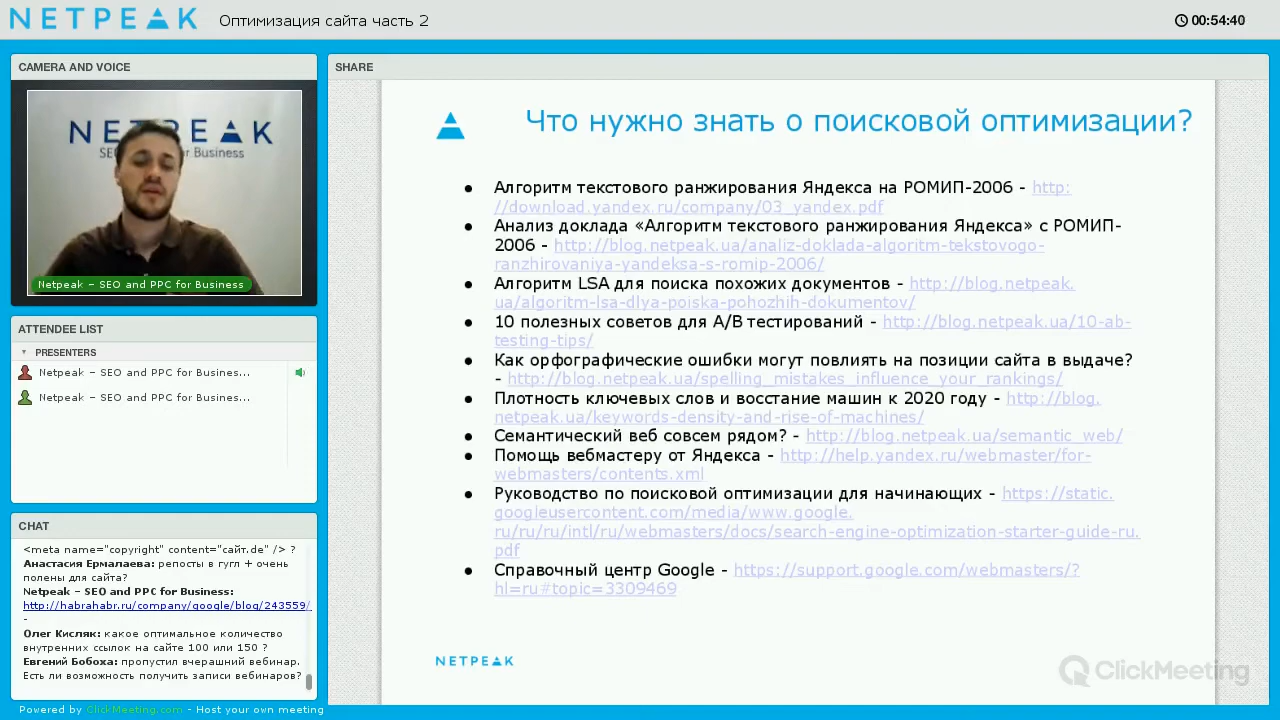 NETPEAK
Оптимизация сайта часть 2
00:54:40
CAMERA AND VOICE
NETPEAK
Business
Netpeak – SEO and PPC for Business
ATTENDEE LIST
PRESENTERS
Netpeak – SEO and PPC for Busines...
Netpeak – SEO and PPC for Busines...
CHAT
<meta name="copyright" content="сайт.de" /> ?
Анастасия Ермалаева: репосты в гугл + очень
полены для сайта?
Netpeak – SEO and PPC for Business:
http://habrahabr.ru/company/google/blog/243559/
-
Олег Кисляк: какое оптимальное количество
внутренних ссылок на сайте 100 или 150 ?
Евгений Бобоха: пропустил вчерашний вебинар.
Есть ли возможность получить записи вебинаров?
SHARE
Что нужно знать о поисковой оптимизации?
● Алгоритм текстового ранжирования Яндекса на РОМИП-2006 - http:
//download.yandex.ru/company/03_yandex.pdf
● Анализ доклада «Алгоритм текстового ранжирования Яндекса» с РОМИП-
2006 - http://blog.netpeak.ua/analiz-doklada-algoritm-tekstovogo-
ranzhirovaniya-yandeksa-s-romip-2006/
● Алгоритм LSA для поиска похожих документов - http://blog.netpeak.
ua/algoritm-lsa-dlya-poiska-pohozhih-dokumentov/
● 10 полезных советов для A/B тестирований - http://blog.netpeak.ua/10-ab-
testing-tips/
● Как орфографические ошибки могут повлиять на позиции сайта в выдаче?
- http://blog.netpeak.ua/spelling_mistakes_influence_your_rankings/
● Плотность ключевых слов и восстание машин к 2020 году - http://blog.
netpeak.ua/keywords-density-and-rise-of-machines/
● Семантический веб совсем рядом? - http://blog.netpeak.ua/semantic_web/
● Помощь вебмастеру от Яндекса - http://help.yandex.ru/webmaster/for-
webmasters/contents.xml
● Руководство по поисковой оптимизации для начинающих - https://static.
googleusercontent.com/media/www.google.
ru/ru/ru/intl/ru/webmasters/docs/search-engine-optimization-starter-guide-ru.
pdf
● Справочный центр Google - https://support.google.com/webmasters/?
hl=ru#topic=3309469
NETPEAK
ClickMeeting
Powered by ClickMeeting.com - Host your own meeting